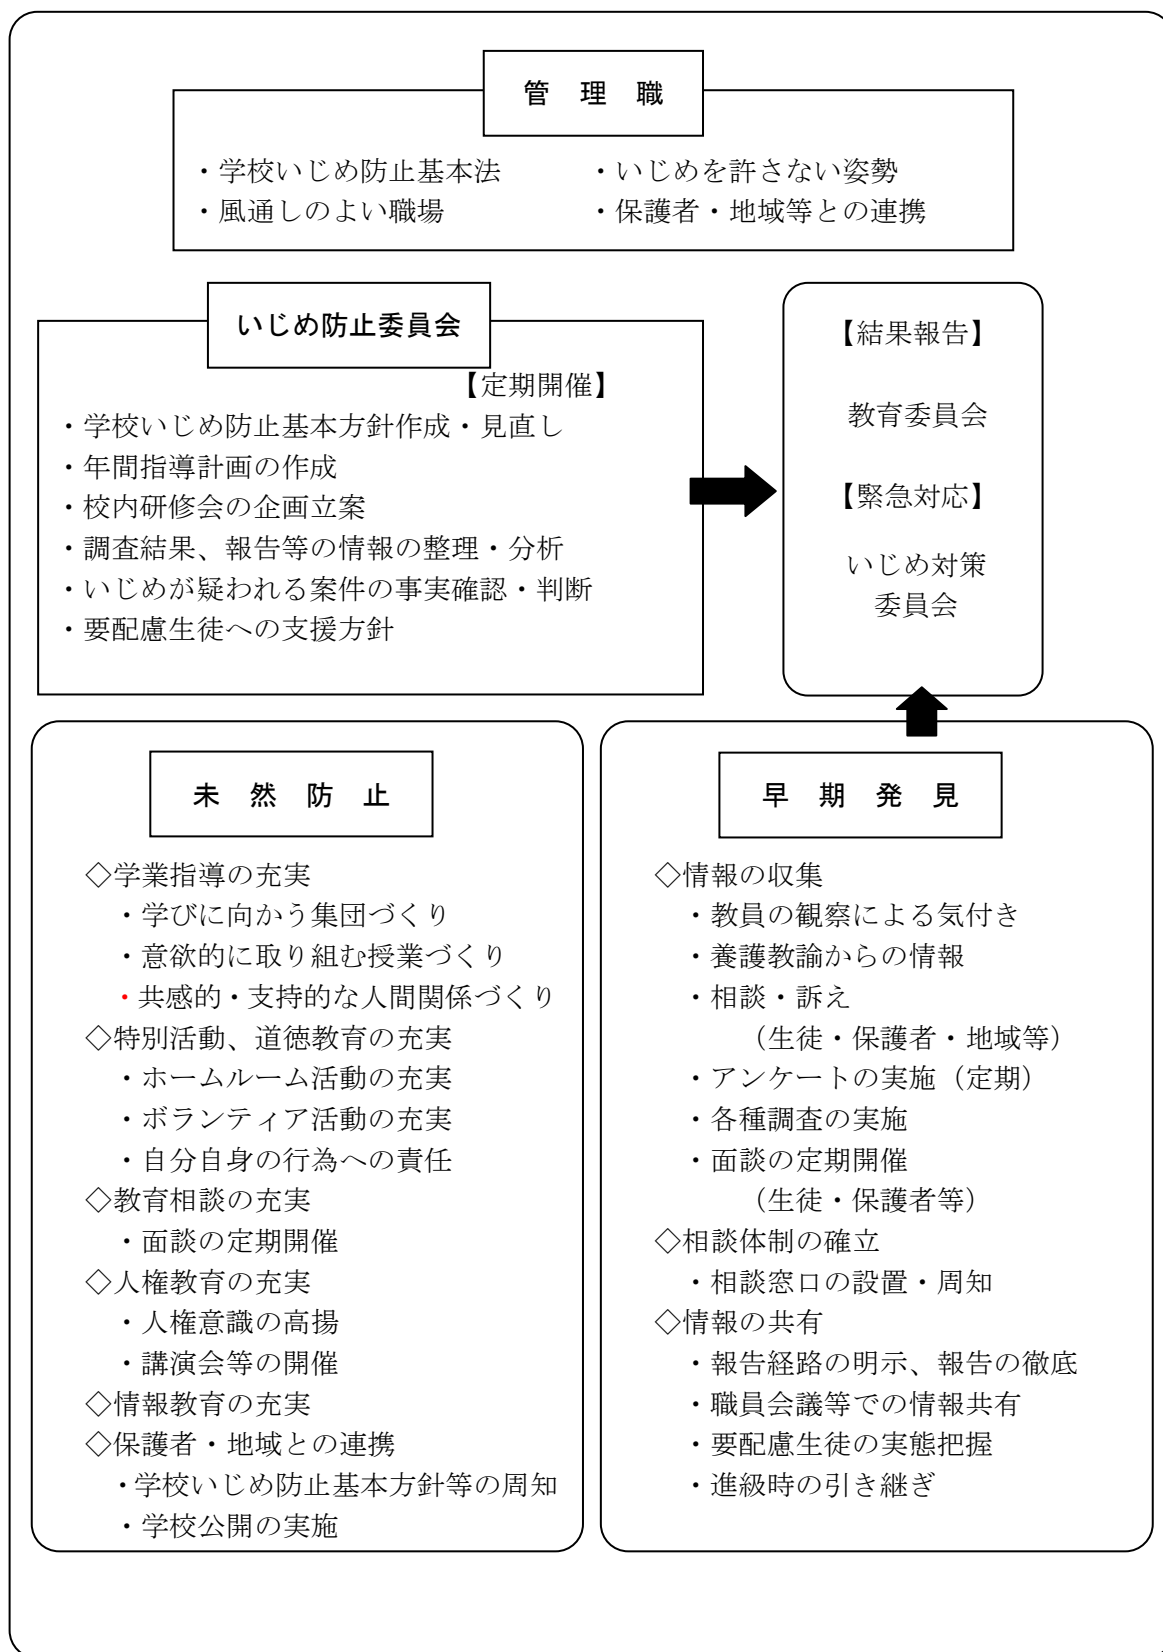 管 理 職
・学校いじめ防止基本法
・いじめを許さない姿勢
・風通しのよい職場
・保護者・地域等との連携
いじめ防止委員会
【定期開催】
・学校いじめ防止基本方針作成・見直し
・年間指導計画の作成
・校内研修会の企画立案
・調査結果、報告等の情報の整理・分析
・いじめが疑われる案件の事実確認・判断
・要配慮生徒への支援方針
【結果報告】
教育委員会
【緊急対応】
いじめ対策
委員会
未 然 防 止
◇学業指導の充実
・学びに向かう集団づくり
・意欲的に取り組む授業づくり
・共感的・支持的な人間関係づくり
◇特別活動、道徳教育の充実
・ホームルーム活動の充実
・ボランティア活動の充実
・自分自身の行為への責任
◇教育相談の充実
・面談の定期開催
◇人権教育の充実
・人権意識の高揚
・講演会等の開催
◇情報教育の充実
◇保護者・地域との連携
・学校いじめ防止基本方針等の周知
・学校公開の実施
早 期 発 見
◇情報の収集
・教員の観察による気付き
・養護教諭からの情報
・相談・訴え
（生徒・保護者・地域等）
・アンケートの実施（定期）
・各種調査の実施
・面談の定期開催
（生徒・保護者等）
◇相談体制の確立
・相談窓口の設置・周知
◇情報の共有
・報告経路の明示、報告の徹底
・職員会議等での情報共有
・要配慮生徒の実態把握
・進級時の引き継ぎ